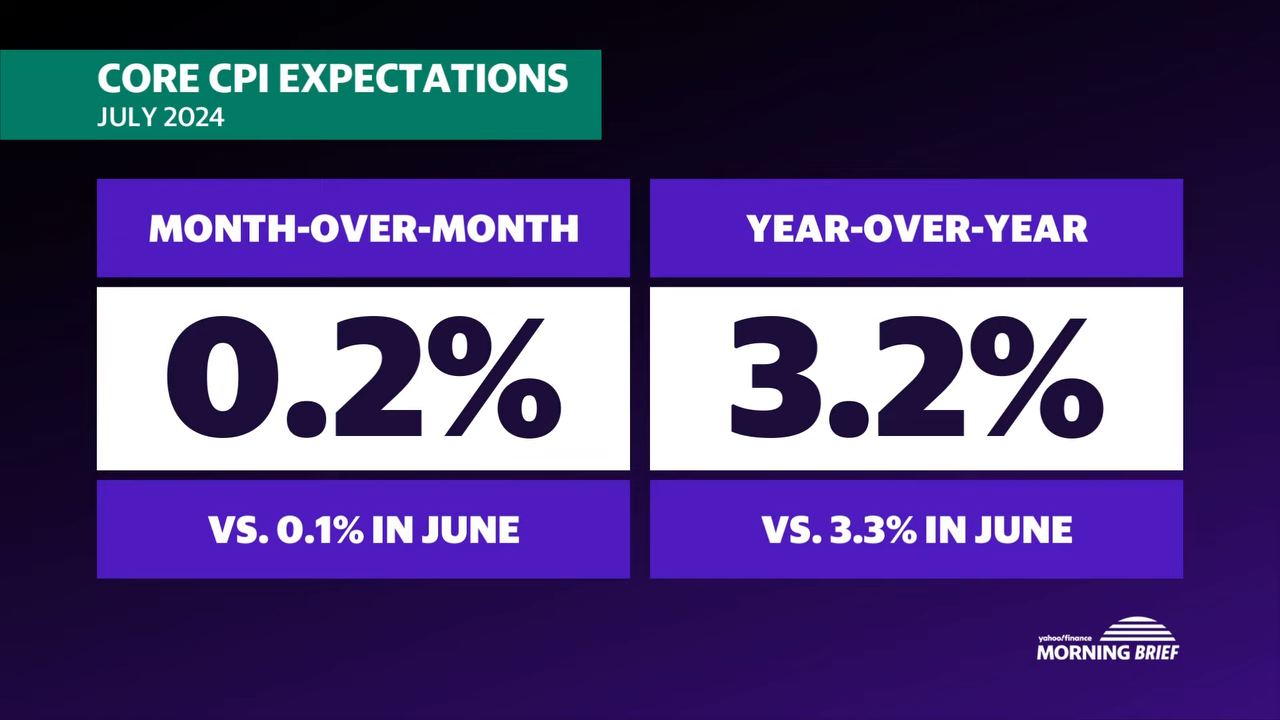 CORE CPI EXPECTATIONS
JULY 2024
MONTH-OVER-MONTH
0.2%
VS. 0.1% IN JUNE
YEAR-OVER-YEAR
3.2%
VS. 3.3% IN JUNE
yahoo!finance
MORNING BRIEF